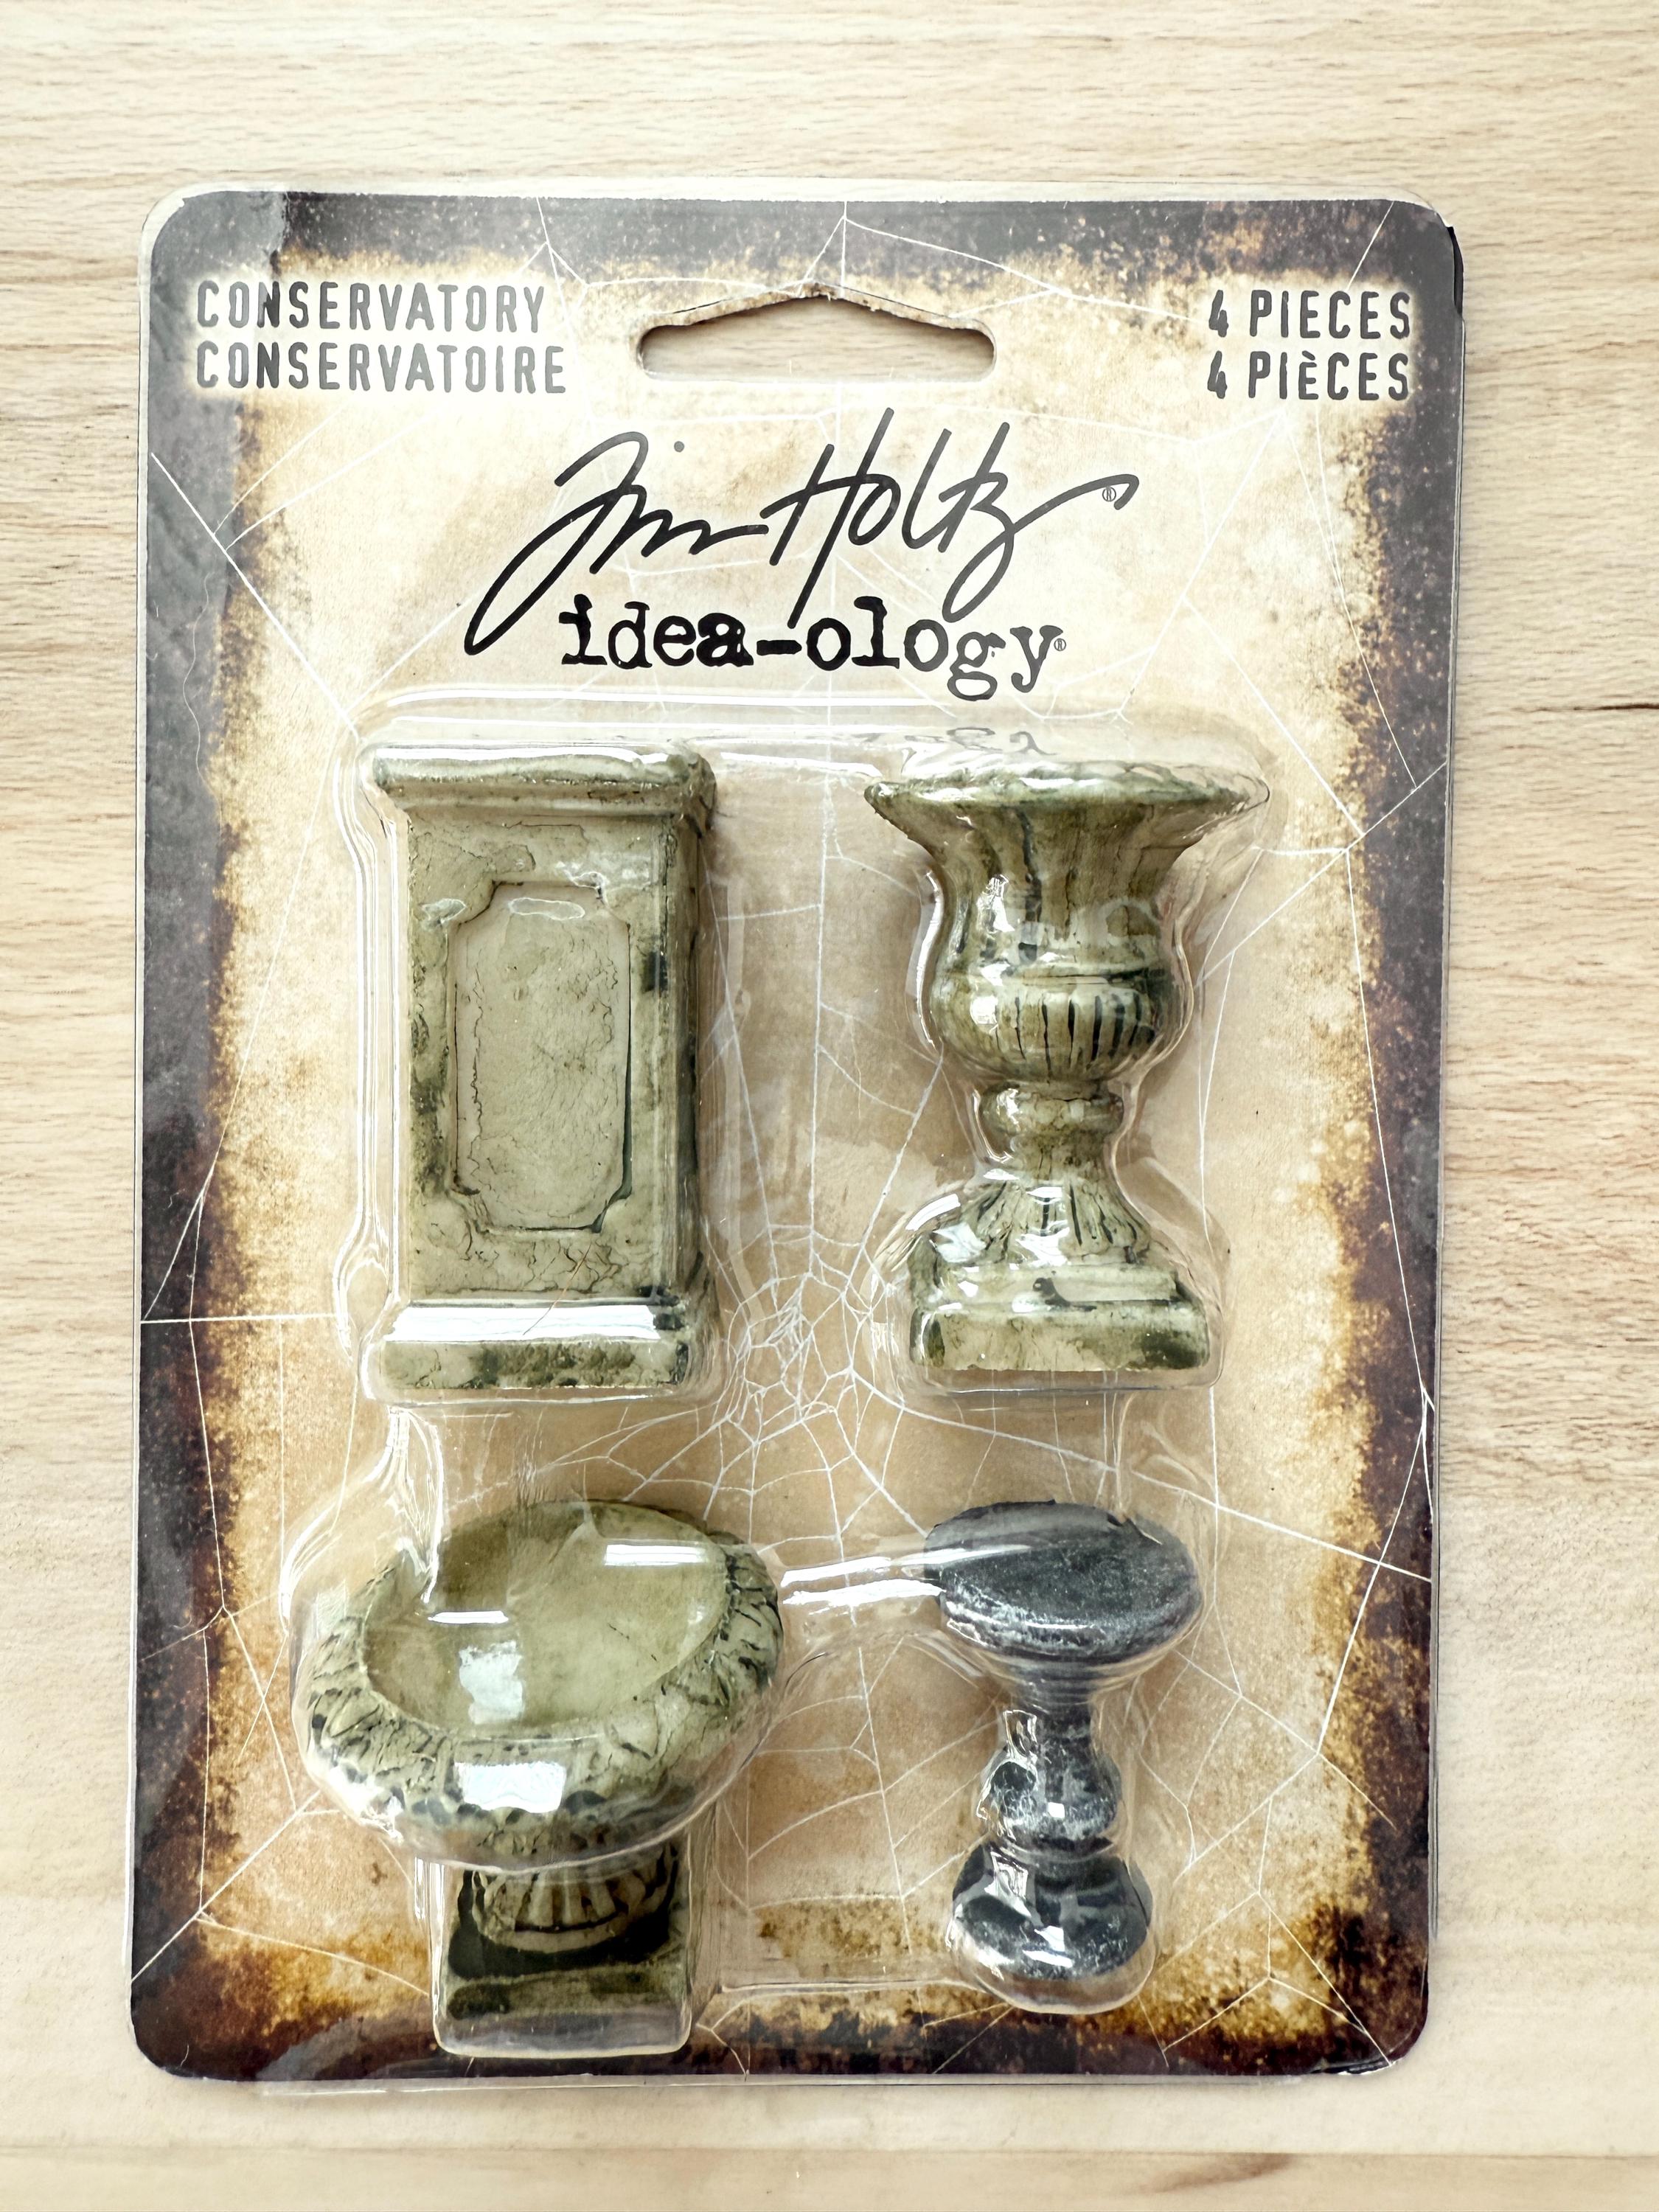 CONSERVATORY
CONSERVATOIRE
4 PIECES
4 PIÈCES
Tim Holtz®
idea-ology®